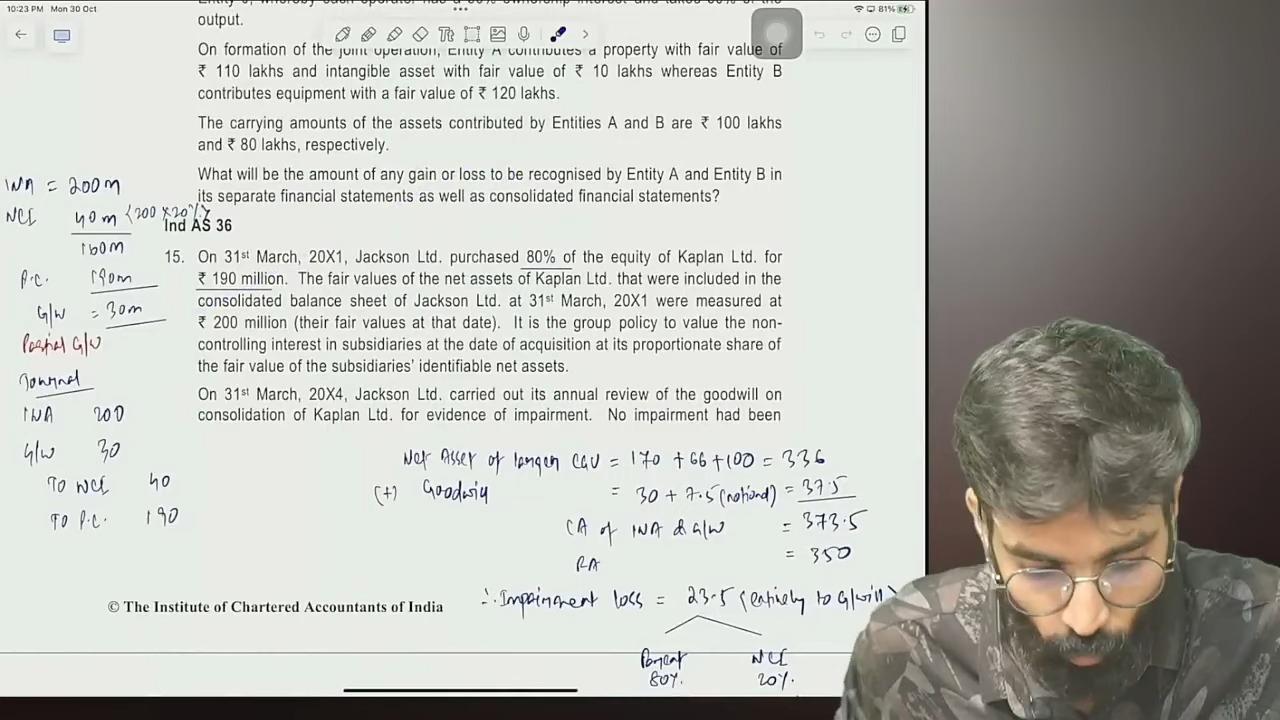 10:23 PM Mon 30 Oct.
81%
output.
On formation of the joint operation, Entity A contributes a property with fair value of
₹ 110 lakhs and intangible asset with fair value of ₹ 10 lakhs whereas Entity B
contributes equipment with a fair value of ₹ 120 lakhs.
The carrying amounts of the assets contributed by Entities A and B are ₹ 100 lakhs
and ₹ 80 lakhs, respectively.
What will be the amount of any gain or loss to be recognised by Entity A and Entity B in
its separate financial statements as well as consolidated financial statements?
INA = 200m
NCI 40m (200 x 20%)
160m
P.C. 190m
G/W = 30m
Partial G/W
Journal
INA 200
G/W 30
To NCI 40
To P.C. 190
Ind AS 36
15. On 31st March, 20X1, Jackson Ltd. purchased 80% of the equity of Kaplan Ltd. for
₹ 190 million. The fair values of the net assets of Kaplan Ltd. that were included in the
consolidated balance sheet of Jackson Ltd. at 31st March, 20X1 were measured at
₹ 200 million (their fair values at that date). It is the group policy to value the non-
controlling interest in subsidiaries at the date of acquisition at its proportionate share of
the fair value of the subsidiaries' identifiable net assets.
On 31st March, 20X4, Jackson Ltd. carried out its annual review of the goodwill on
consolidation of Kaplan Ltd. for evidence of impairment. No impairment had been
Net Asset of larger CGU = 170 + 66 + 100 = 336
(+) Goodwill = 30 + 7.5 (notional) = 37.5
CA of INA & G/W = 373.5
RA = 350
∴ Impairment loss = 23.5 (entirely to G/will)
Parent NCI
80% 20%.
© The Institute of Chartered Accountants of India